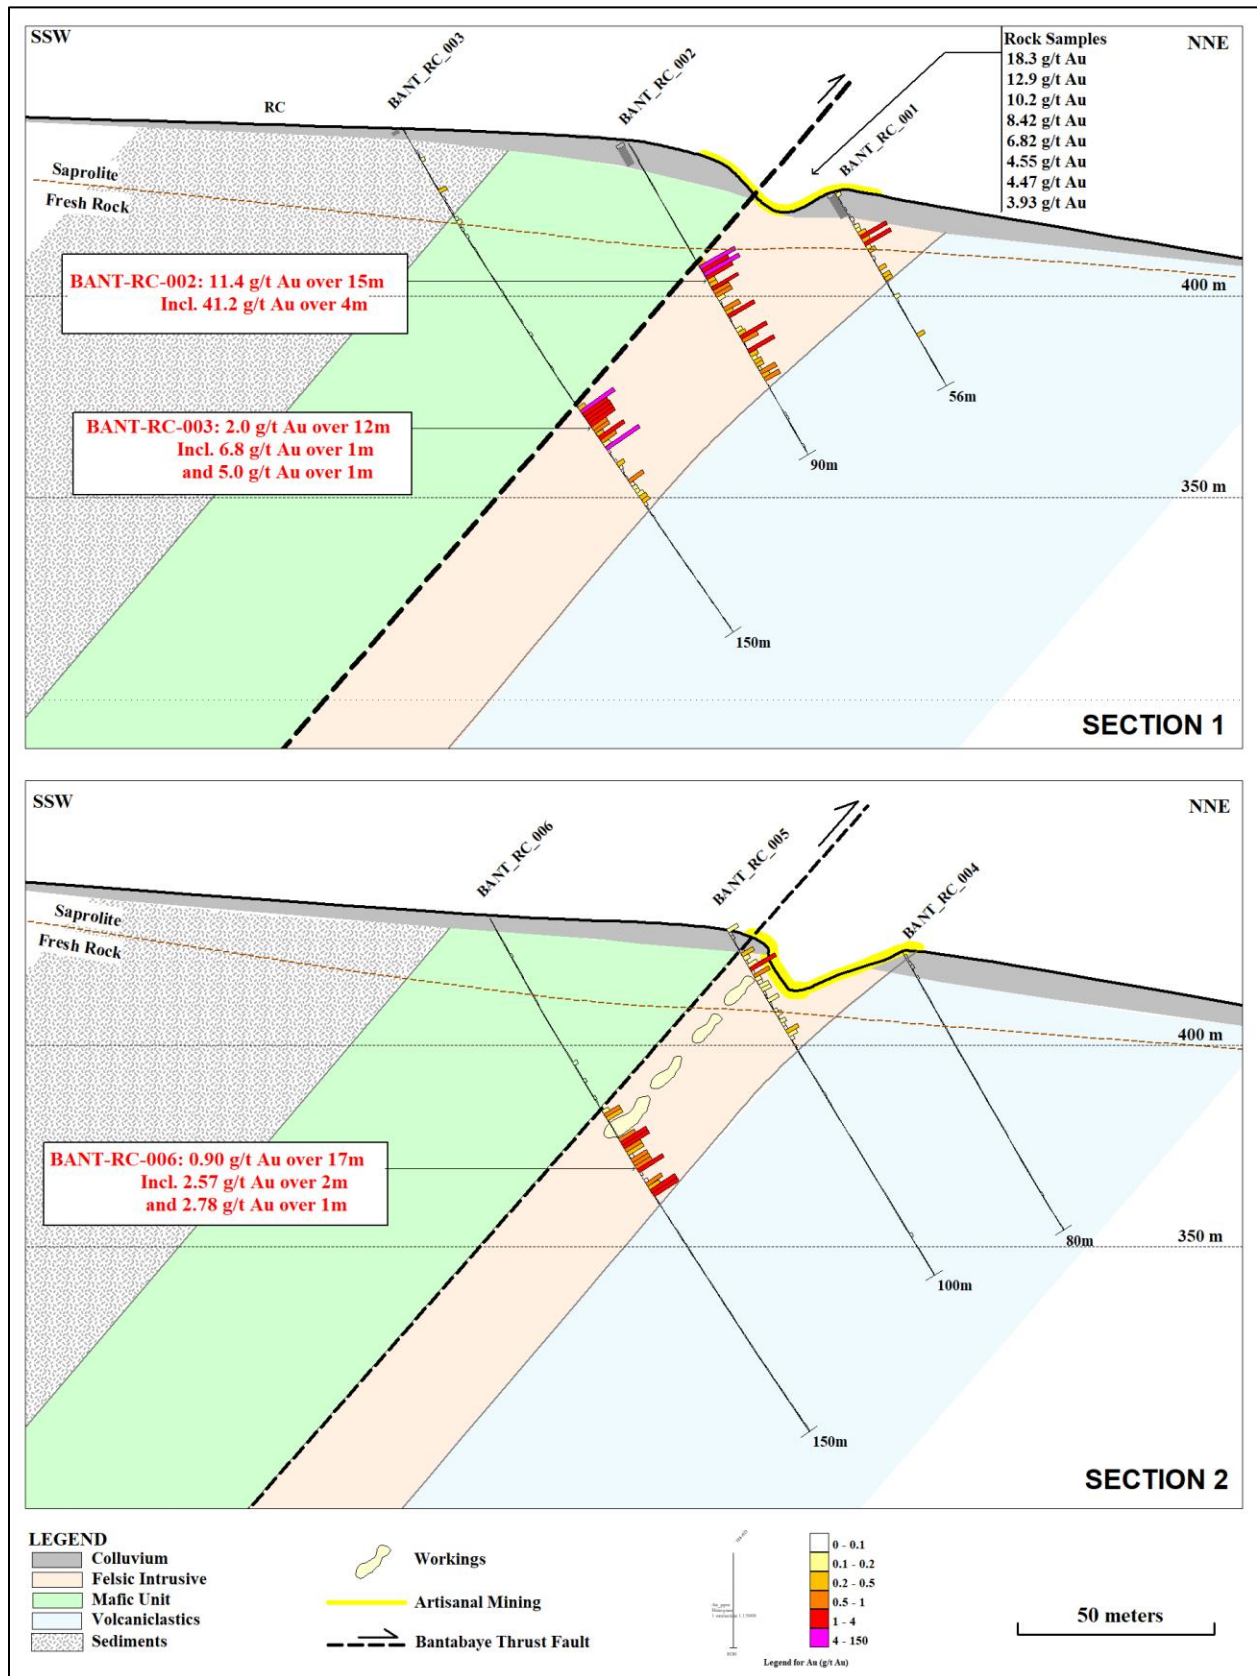 SSW
NNE
RC
BANT_RC_003
BANT_RC_002
BANT_RC_001
Rock Samples
18.3 g/t Au
12.9 g/t Au
10.2 g/t Au
8.42 g/t Au
6.82 g/t Au
4.55 g/t Au
4.47 g/t Au
3.93 g/t Au
Saprolite
Fresh Rock
BANT-RC-002: 11.4 g/t Au over 15m
Incl. 41.2 g/t Au over 4m
400 m
56m
BANT-RC-003: 2.0 g/t Au over 12m
Incl. 6.8 g/t Au over 1m
and 5.0 g/t Au over 1m
90m
350 m
150m
SECTION 1
SSW
NNE
BANT_RC_006
BANT_RC_005
BANT_RC_004
Saprolite
Fresh Rock
400 m
BANT-RC-006: 0.90 g/t Au over 17m
Incl. 2.57 g/t Au over 2m
and 2.78 g/t Au over 1m
80m
350 m
100m
150m
SECTION 2
LEGEND
Colluvium
Felsic Intrusive
Mafic Unit
Volcaniclastics
Sediments
Workings
Artisanal Mining
Bantabaye Thrust Fault
0 - 0.1
0.1 - 0.2
0.2 - 0.5
0.5 - 1
1 - 4
4 - 150
Legend for Au (g/t Au)
50 meters